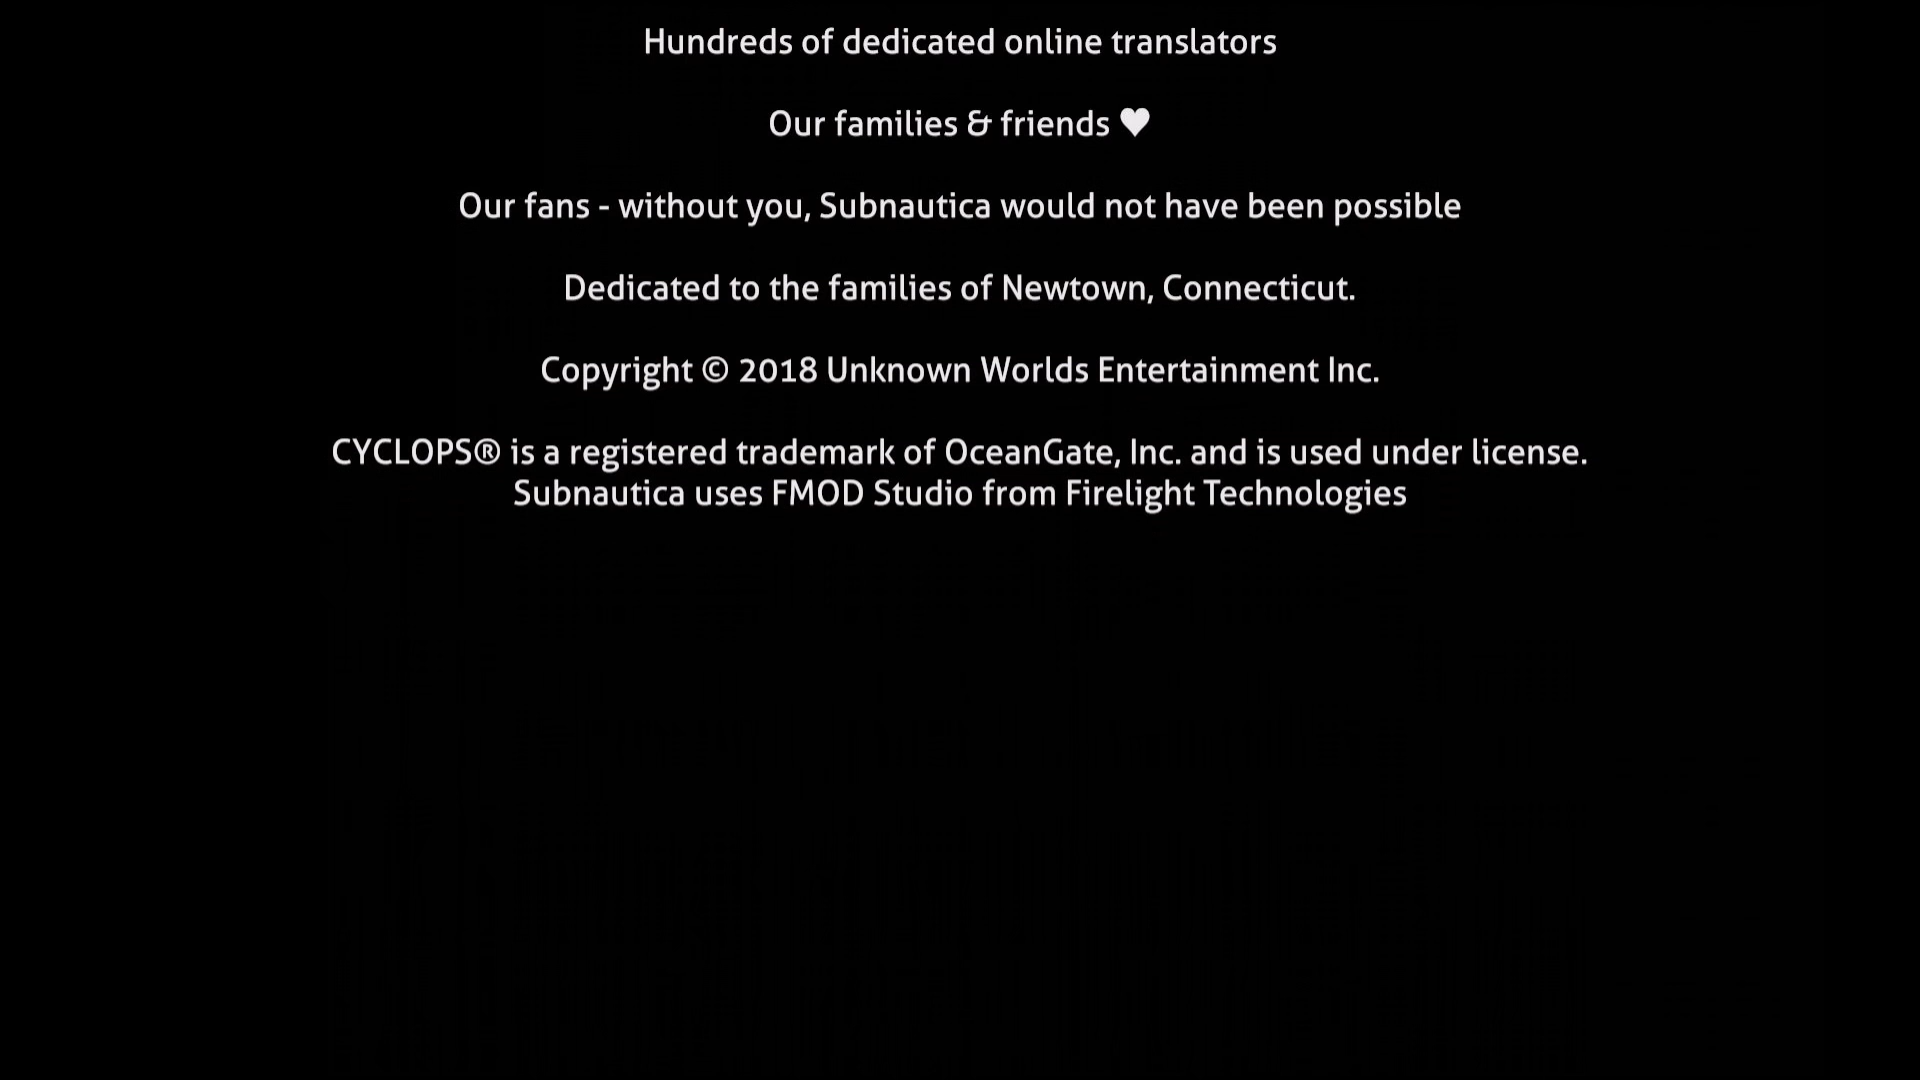 Hundreds of dedicated online translators
Our families & friends ♥
Our fans - without you, Subnautica would not have been possible
Dedicated to the families of Newtown, Connecticut.
Copyright © 2018 Unknown Worlds Entertainment Inc.
CYCLOPS® is a registered trademark of OceanGate, Inc. and is used under license.
Subnautica uses FMOD Studio from Firelight Technologies